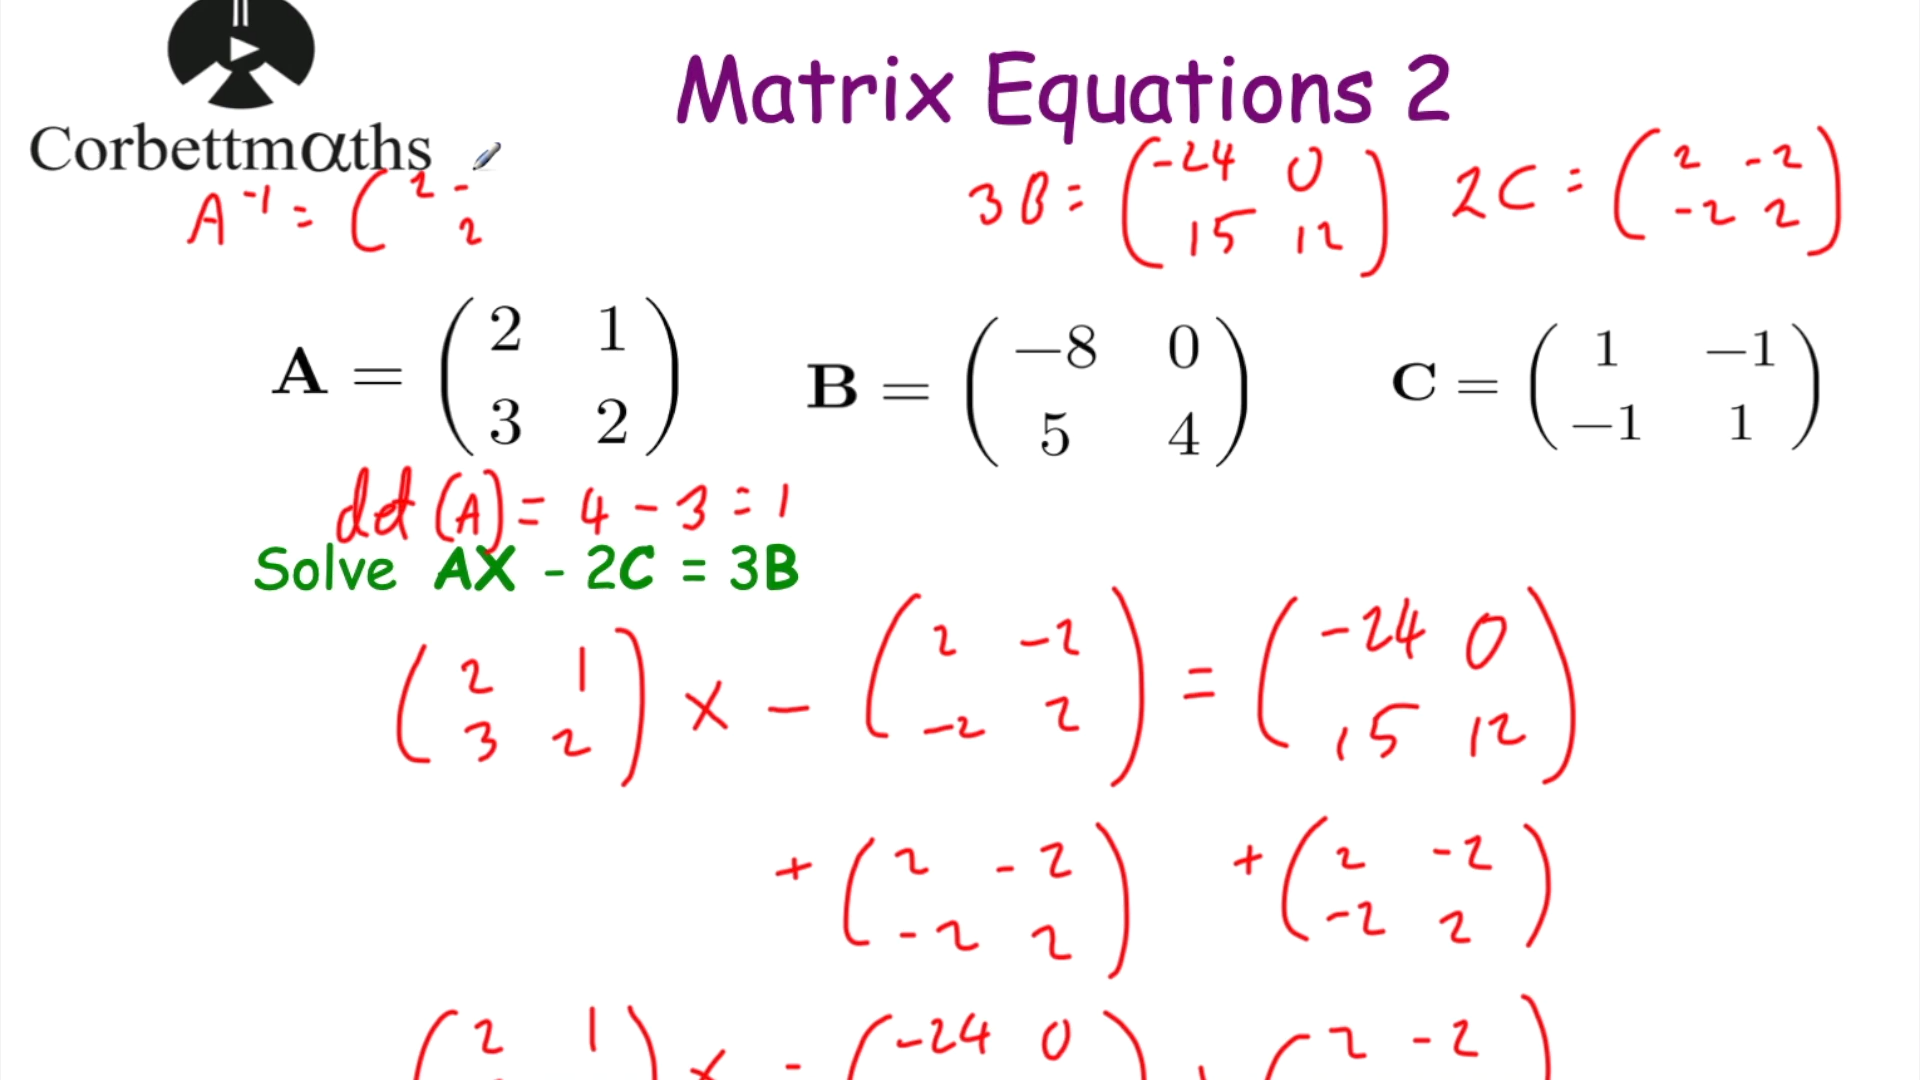 Matrix Equations 2
Corbettmαths
A⁻¹ = ( 2 -
2
3B = ( -24 0
15 12 )
2C = ( 2 -2
-2 2 )
A = ( 2 1
3 2 )
B = ( −8 0
5 4 )
C = ( 1 −1
−1 1 )
det (A) = 4 - 3 = 1
Solve AX - 2C = 3B
( 2 1
3 2 ) X - ( 2 -2
-2 2 ) = ( -24 0
15 12 )
+ ( 2 -2
-2 2 )
+ ( 2 -2
-2 2 )
( 2 1 ) X = ( -24 0 ) + ( 2 -2 )